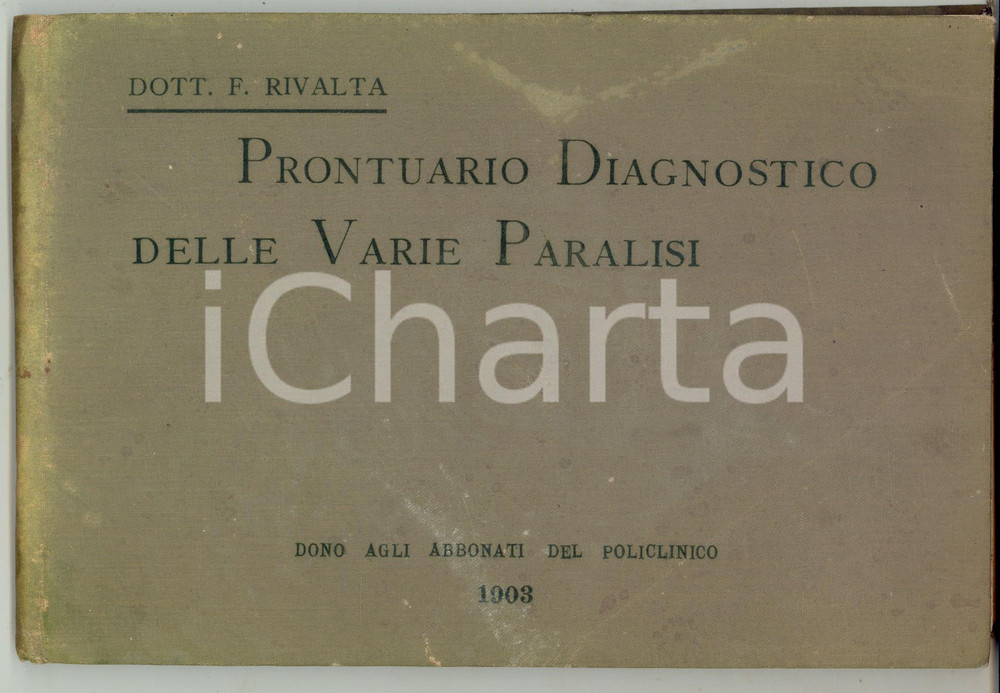 DOTT. F. RIVALTA
PRONTUARIO DIAGNOSTICO
DELLE VARIE PARALISI
iCharta
DONO AGLI ABBONATI DEL POLICLINICO
1903